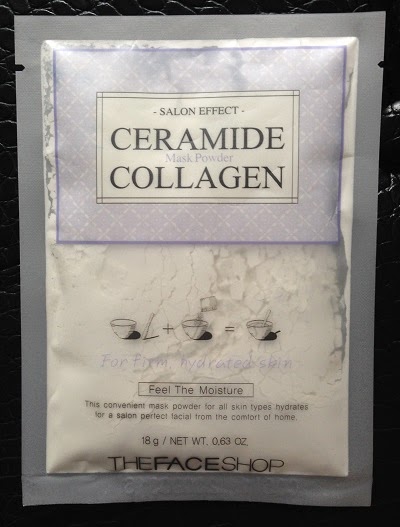 - SALON EFFECT -
CERAMIDE
Mask Powder
COLLAGEN
+ =
For Firm, hydrated skin
Feel The Moisture
This convenient mask powder for all skin types hydrates
for a salon perfect facial from the comfort of home.
18 g / NET WT. 0.63 OZ.
THEFACESHOP